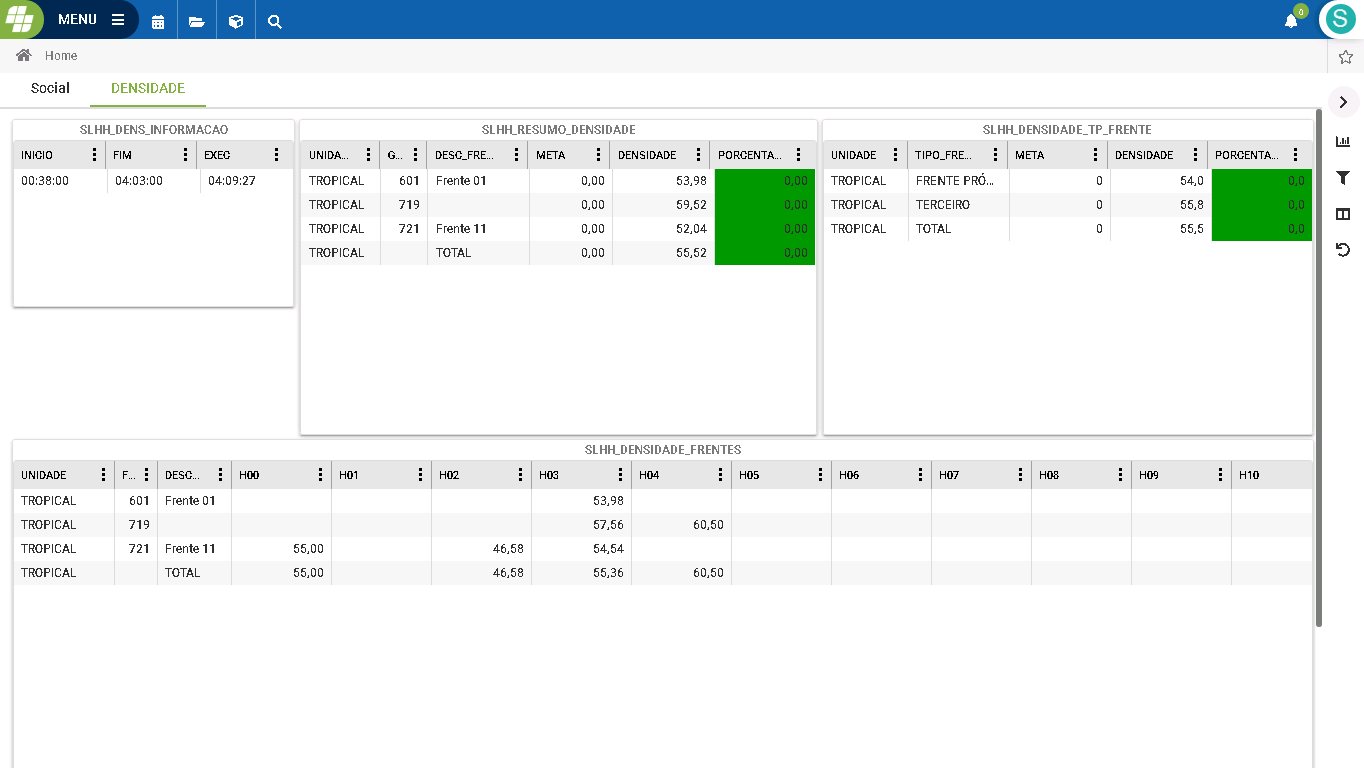 MENU
0
S
Home
Social DENSIDADE
SLHH_DENS_INFORMACAO
INICIO FIM EXEC
00:38:00 04:03:00 04:09:27
SLHH_RESUMO_DENSIDADE
UNIDA... G... DESC_FRE... META DENSIDADE PORCENTA...
TROPICAL 601 Frente 01 0,00 53,98 0,00
TROPICAL 719 0,00 59,52 0,00
TROPICAL 721 Frente 11 0,00 52,04 0,00
TROPICAL TOTAL 0,00 55,52 0,00
SLHH_DENSIDADE_TP_FRENTE
UNIDADE TIPO_FRE... META DENSIDADE PORCENTA...
TROPICAL FRENTE PRÓ... 0 54,0 0,0
TROPICAL TERCEIRO 0 55,8 0,0
TROPICAL TOTAL 0 55,5 0,0
SLHH_DENSIDADE_FRENTES
UNIDADE F... DESC... H00 H01 H02 H03 H04 H05 H06 H07 H08 H09 H10
TROPICAL 601 Frente 01 53,98
TROPICAL 719 57,56 60,50
TROPICAL 721 Frente 11 55,00 46,58 54,54
TROPICAL TOTAL 55,00 46,58 55,36 60,50